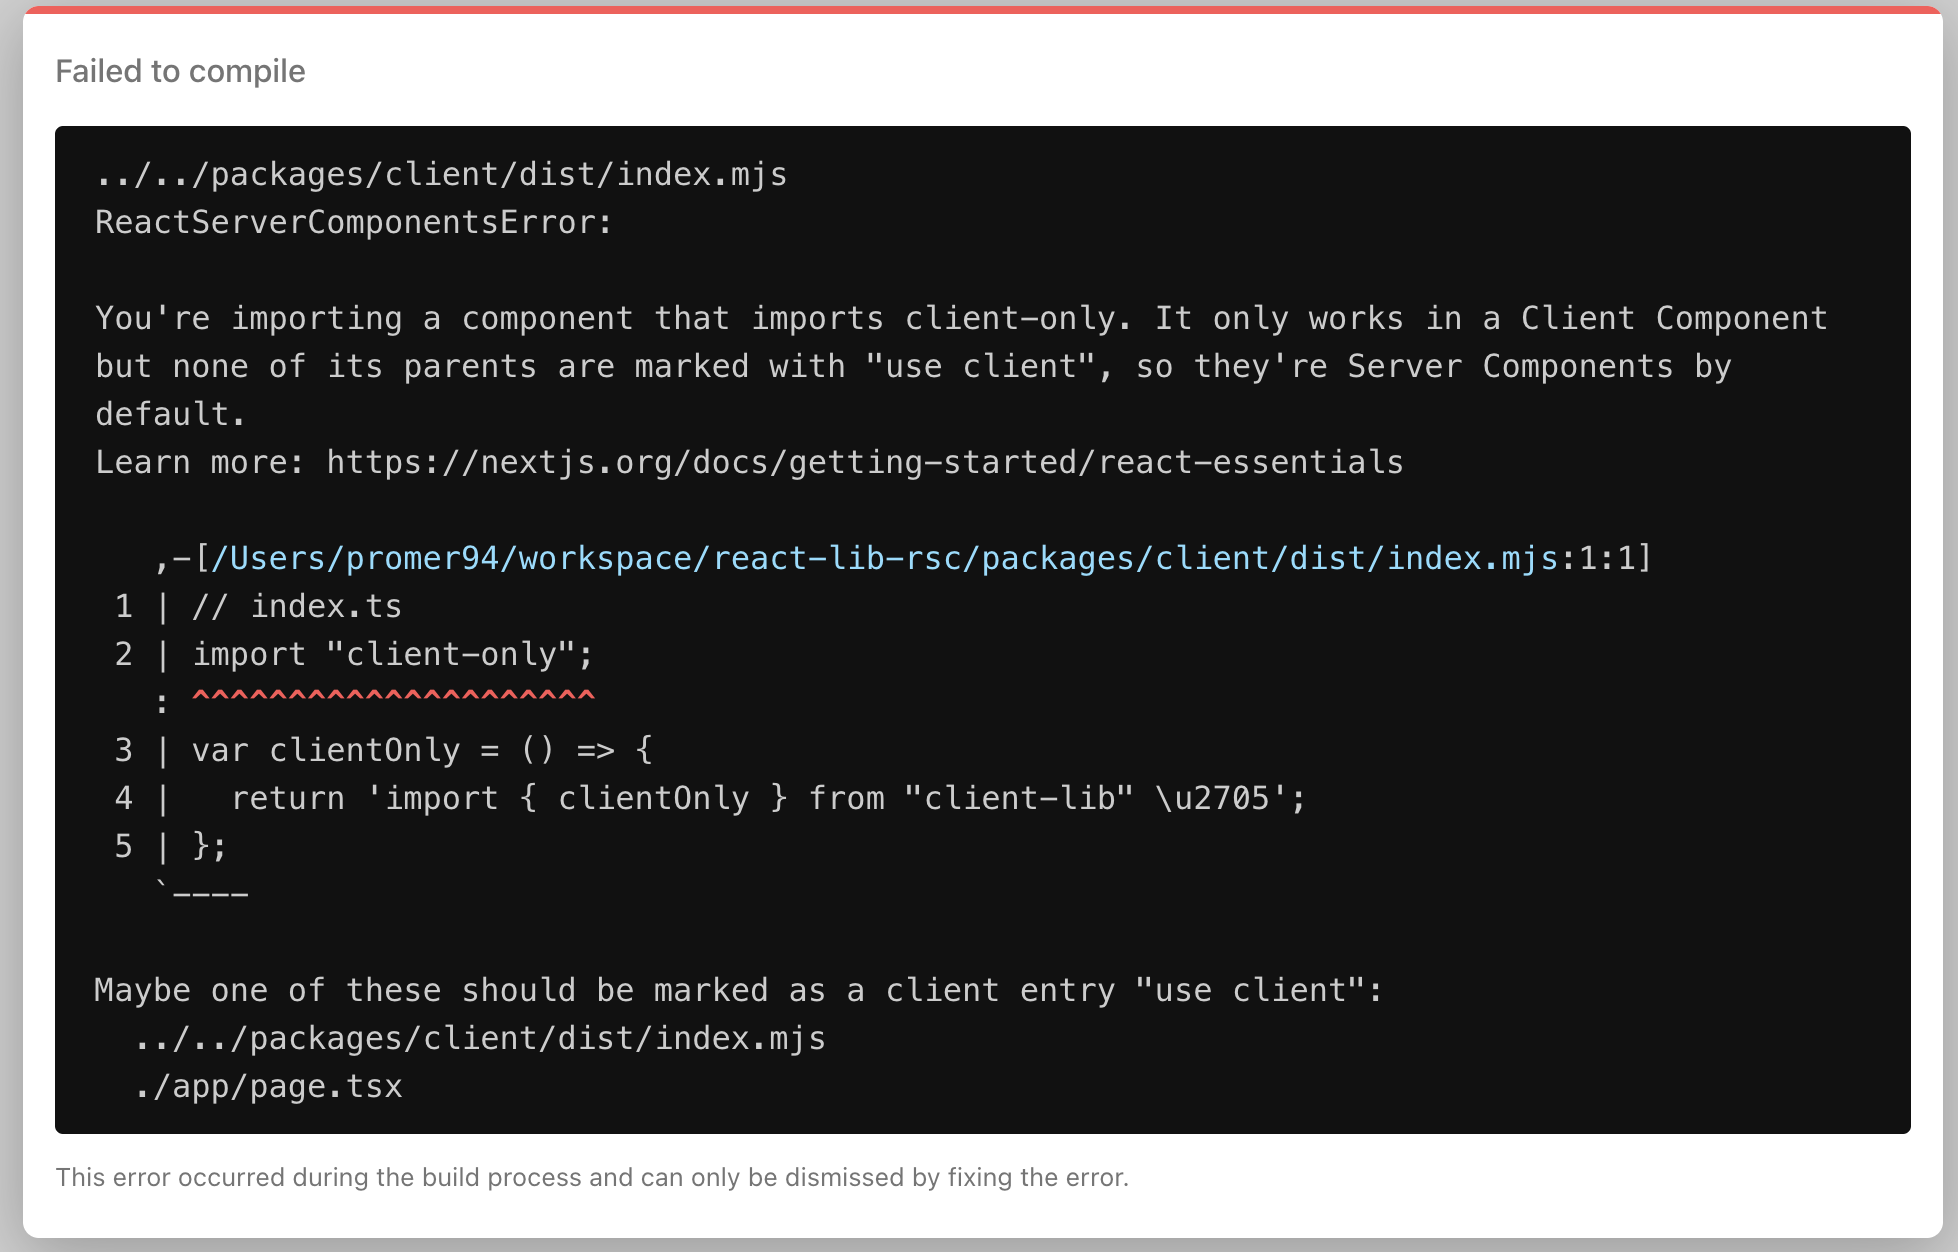 Failed to compile
../../packages/client/dist/index.mjs
ReactServerComponentsError:
You're importing a component that imports client-only. It only works in a Client Component
but none of its parents are marked with "use client", so they're Server Components by
default.
Learn more: https://nextjs.org/docs/getting-started/react-essentials
   ,-[/Users/promer94/workspace/react-lib-rsc/packages/client/dist/index.mjs:1:1]
 1 | // index.ts
 2 | import "client-only";
   : ^^^^^^^^^^^^^^^^^^^^^
 3 | var clientOnly = () => {
 4 |   return 'import { clientOnly } from "client-lib" \u2705';
 5 | };
   `----
Maybe one of these should be marked as a client entry "use client":
  ../../packages/client/dist/index.mjs
  ./app/page.tsx
This error occurred during the build process and can only be dismissed by fixing the error.